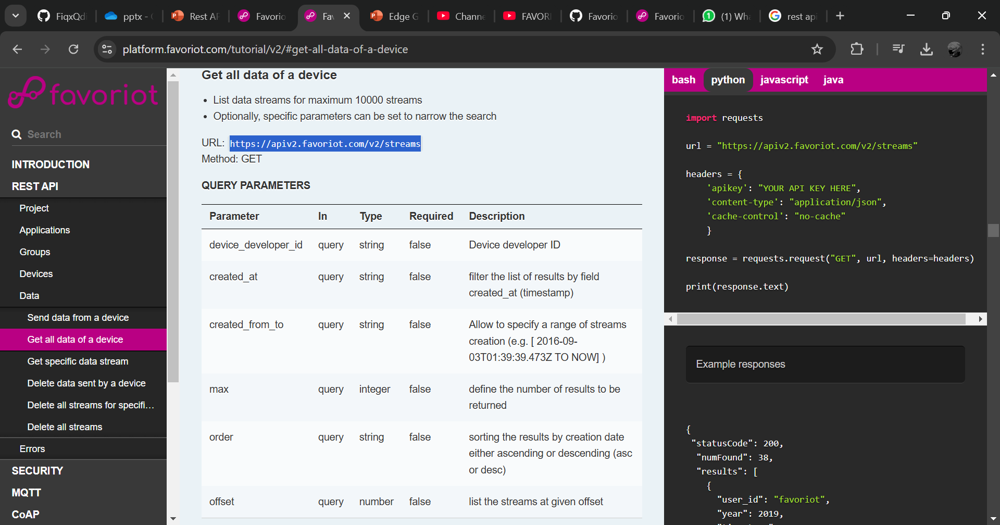 FiqxQd
pptx -
Rest AP
Favorio
Fav
Edge G
Channe
FAVORI
Favorio
Favorio
(1) Wha
rest api
platform.favoriot.com/tutorial/v2/#get-all-data-of-a-device
favoriot
Search
INTRODUCTION
REST API
Project
Applications
Groups
Devices
Data
Send data from a device
Get all data of a device
Get specific data stream
Delete data sent by a device
Delete all streams for specifi...
Delete all streams
Errors
SECURITY
MQTT
CoAP
Get all data of a device
• List data streams for maximum 10000 streams
• Optionally, specific parameters can be set to narrow the search
URL: https://apiv2.favoriot.com/v2/streams
Method: GET
QUERY PARAMETERS
Parameter In Type Required Description
device_developer_id query string false Device developer ID
created_at query string false filter the list of results by field
created_at (timestamp)
created_from_to query string false Allow to specify a range of streams
creation (e.g. [ 2016-09-
03T01:39:39.473Z TO NOW] )
max query integer false define the number of results to be
returned
order query string false sorting the results by creation date
either ascending or descending (asc
or desc)
offset query number false list the streams at given offset
bash python javascript java
import requests
url = "https://apiv2.favoriot.com/v2/streams"
headers = {
'apikey': "YOUR API KEY HERE",
'content-type': "application/json",
'cache-control': "no-cache"
}
response = requests.request("GET", url, headers=headers)
print(response.text)
Example responses
{
"statusCode": 200,
"numFound": 38,
"results": [
{
"user_id": "favoriot",
"year": 2019,